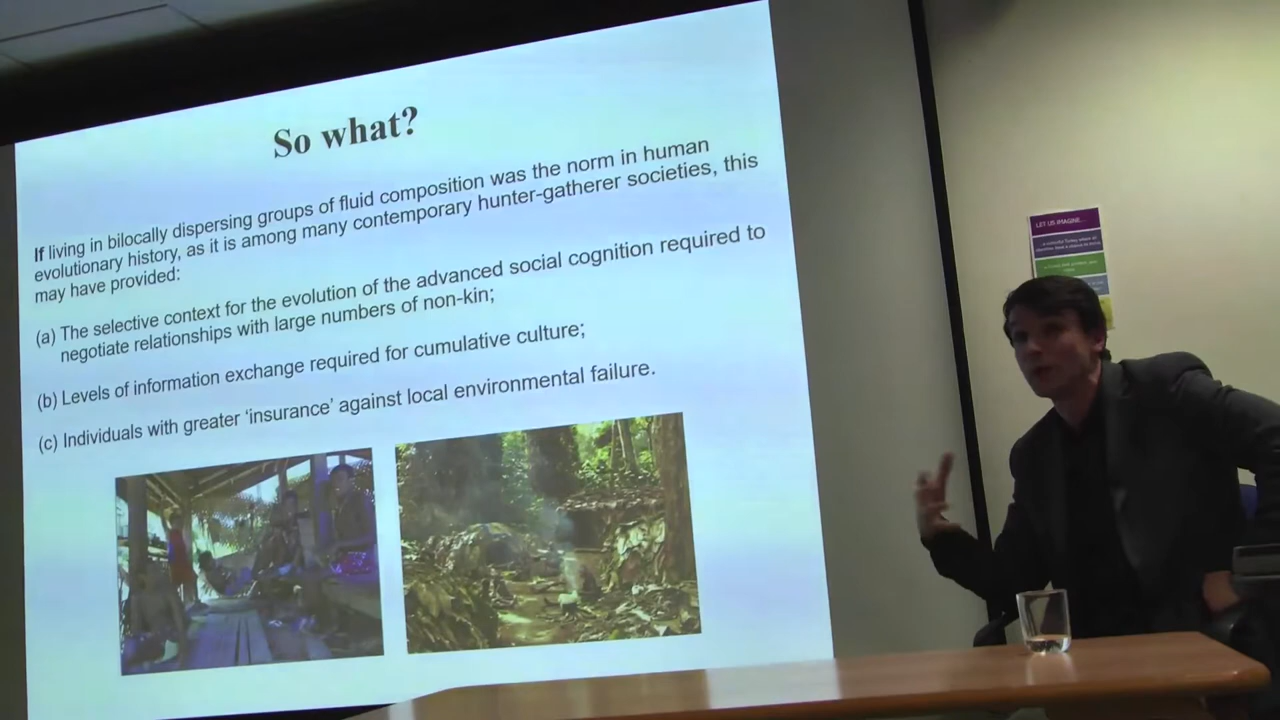 So what?
If living in bilocally dispersing groups of fluid composition was the norm in human
evolutionary history, as it is among many contemporary hunter-gatherer societies, this
may have provided:
(a) The selective context for the evolution of the advanced social cognition required to
negotiate relationships with large numbers of non-kin;
(b) Levels of information exchange required for cumulative culture;
(c) Individuals with greater ‘insurance’ against local environmental failure.
LET US IMAGINE...